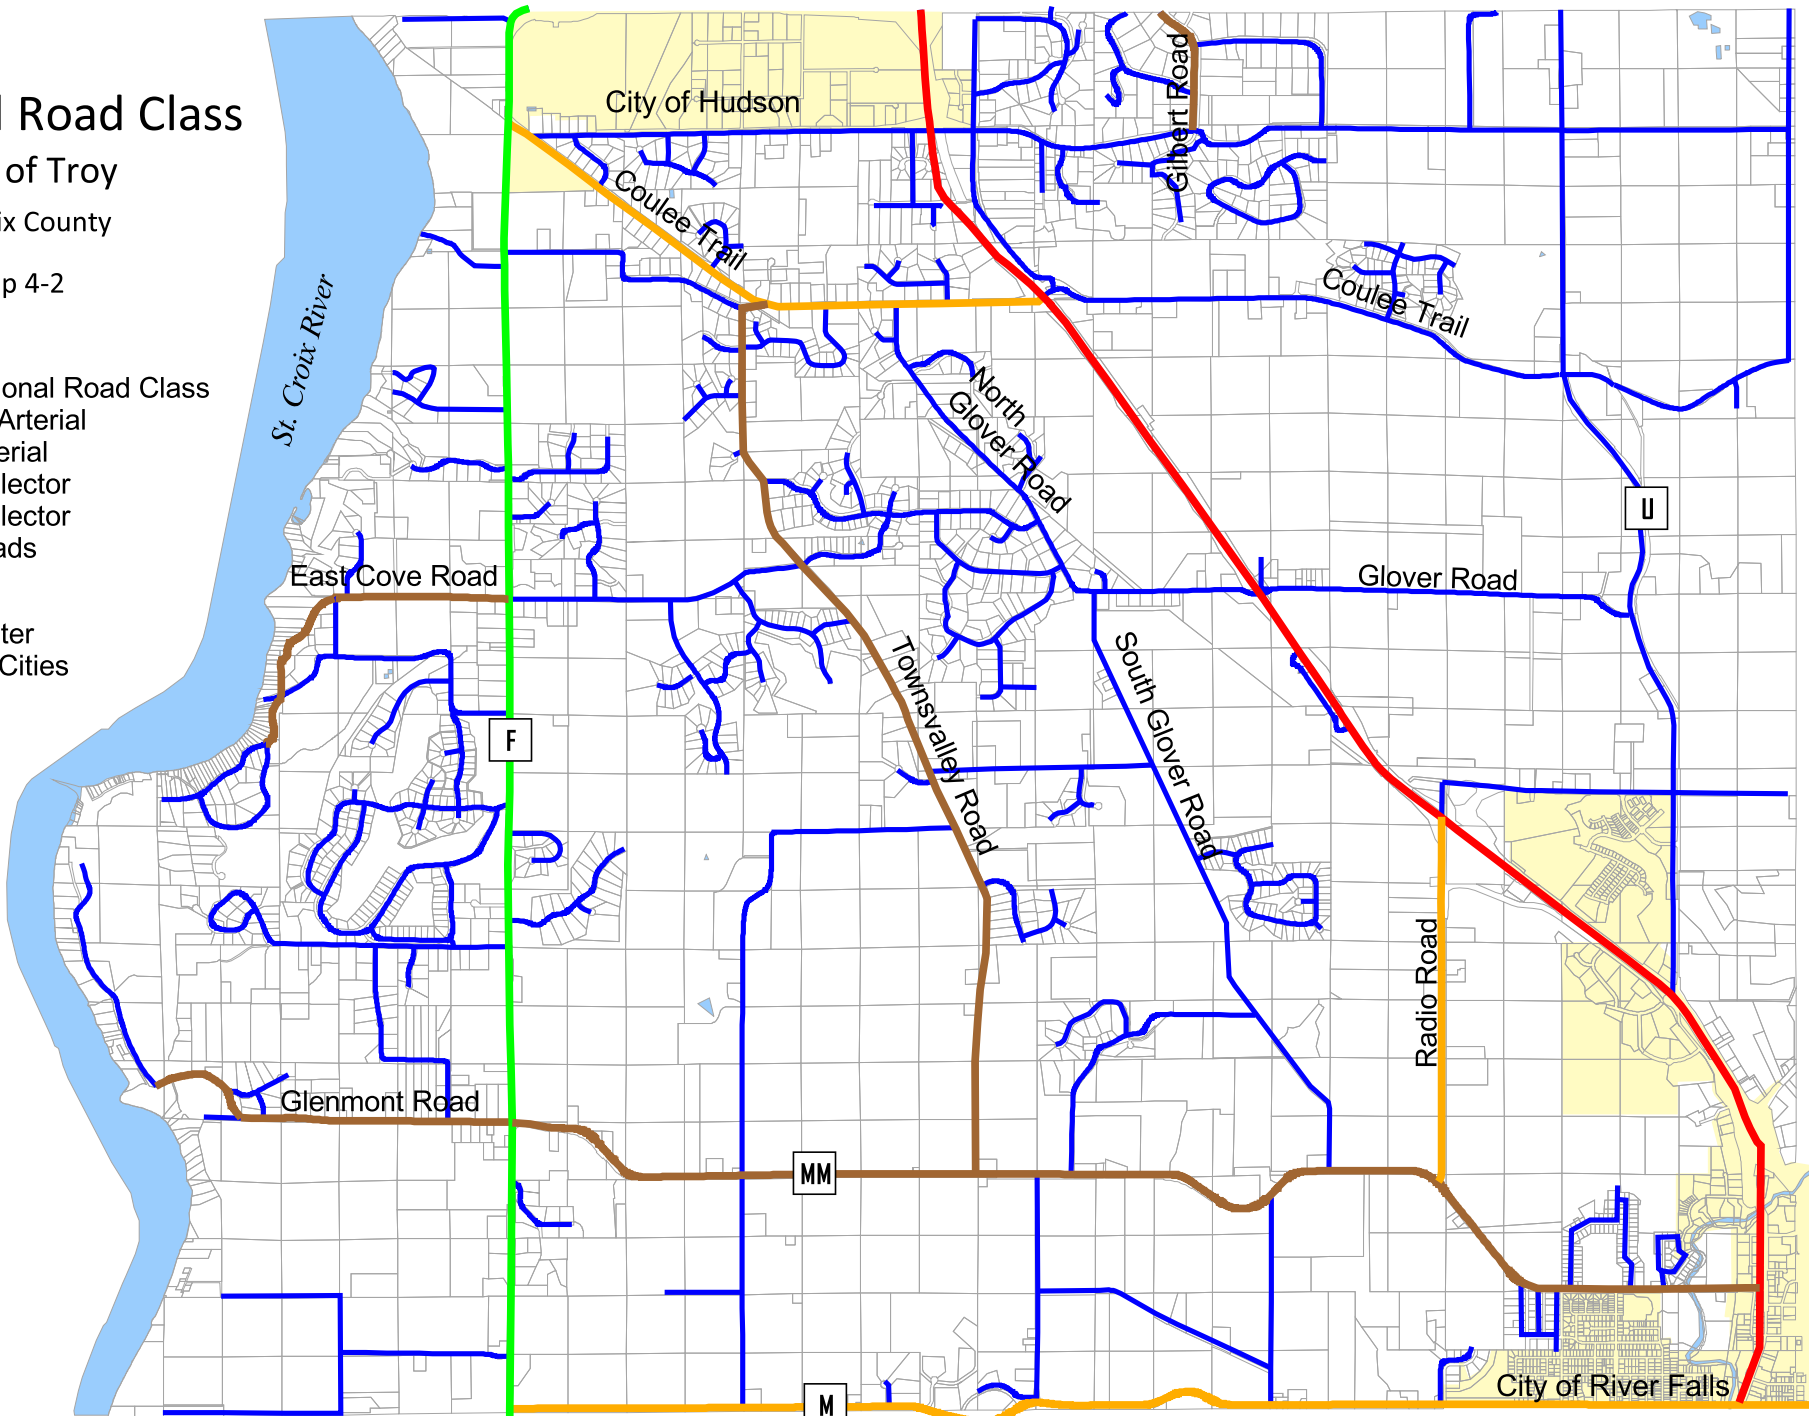 Road Class
of Troy
ix County
p 4-2
onal Road Class
Arterial
erial
lector
lector
ads
ter
Cities
City of Hudson
Gilbert Road
Coulee Trail
Coulee Trail
St. Croix River
North
Glover Road
U
East Cove Road
Glover Road
Townsvalley Road
South Glover Road
F
Radio Road
Glenmont Road
MM
City of River Falls
M